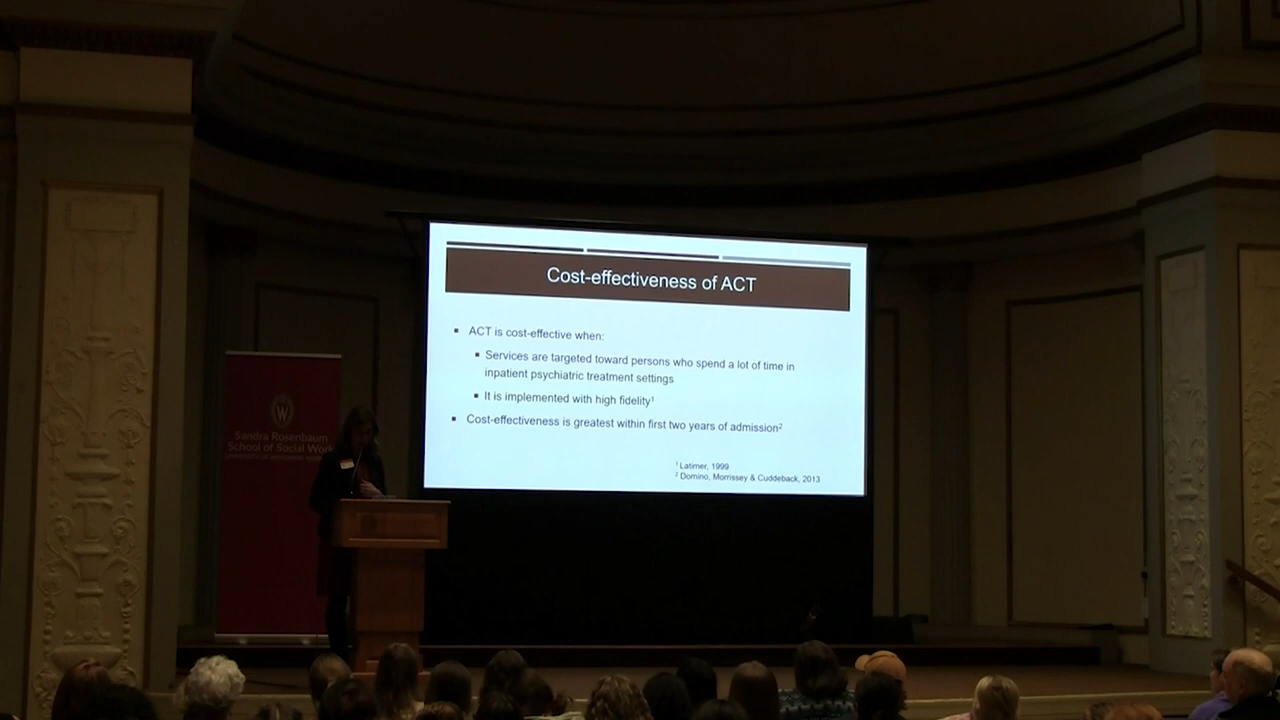 Cost-effectiveness of ACT
▪ ACT is cost-effective when:
▪ Services are targeted toward persons who spend a lot of time in
inpatient psychiatric treatment settings
▪ It is implemented with high fidelity¹
▪ Cost-effectiveness is greatest within first two years of admission²
¹ Latimer, 1999
² Domino, Morrissey & Cuddeback, 2013
W
Sandra Rosenbaum
School of Social Work